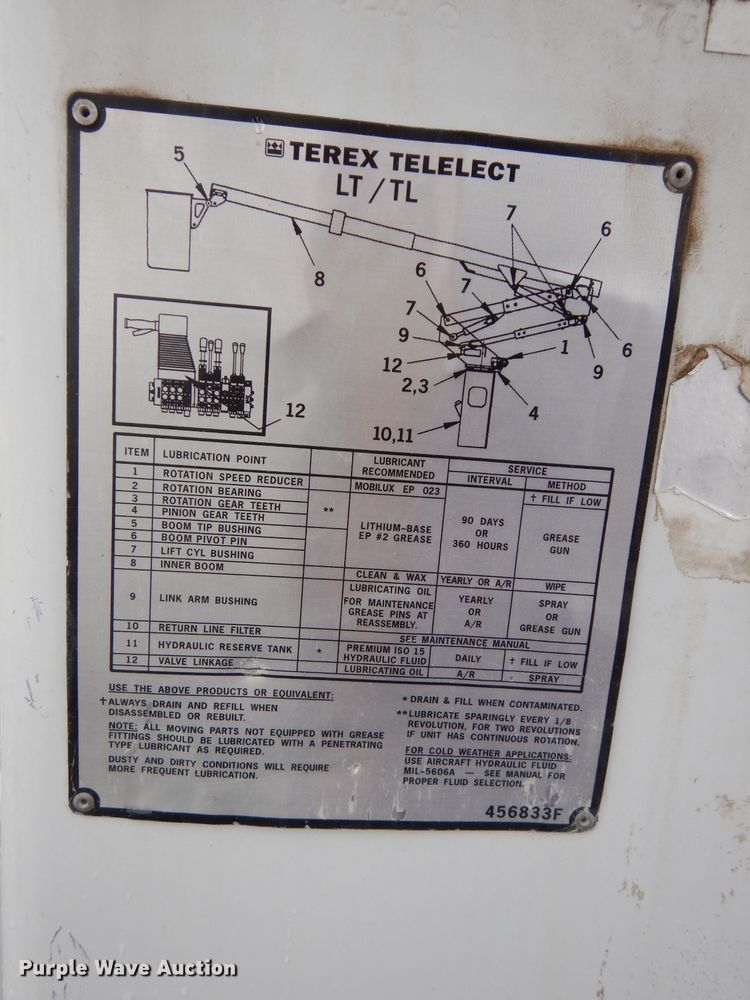 TEREX TELELECT
LT / TL
5
7
6
8
6
7
7
9
1
6
12
9
2,3
4
12
10,11
ITEM LUBRICATION POINT LUBRICANT RECOMMENDED SERVICE
INTERVAL METHOD
1 ROTATION SPEED REDUCER MOBILUX EP 023 † FILL IF LOW
2 ROTATION BEARING
3 ROTATION GEAR TEETH **
4 PINION GEAR TEETH
5 BOOM TIP BUSHING LITHIUM-BASE EP #2 GREASE 90 DAYS OR 360 HOURS GREASE GUN
6 BOOM PIVOT PIN
7 LIFT CYL BUSHING
8 INNER BOOM CLEAN & WAX YEARLY OR A/R WIPE
9 LINK ARM BUSHING LUBRICATING OIL FOR MAINTENANCE GREASE PINS AT REASSEMBLY. YEARLY OR A/R SPRAY OR GREASE GUN
10 RETURN LINE FILTER SEE MAINTENANCE MANUAL
11 HYDRAULIC RESERVE TANK * PREMIUM ISO 15 HYDRAULIC FLUID DAILY † FILL IF LOW
12 VALVE LINKAGE LUBRICATING OIL A/R SPRAY
USE THE ABOVE PRODUCTS OR EQUIVALENT:
†ALWAYS DRAIN AND REFILL WHEN
DISASSEMBLED OR REBUILT.
NOTE: ALL MOVING PARTS NOT EQUIPPED WITH GREASE
FITTINGS SHOULD BE LUBRICATED WITH A PENETRATING
TYPE LUBRICANT AS REQUIRED.
DUSTY AND DIRTY CONDITIONS WILL REQUIRE
MORE FREQUENT LUBRICATION.
* DRAIN & FILL WHEN CONTAMINATED.
**LUBRICATE SPARINGLY EVERY 1/8
REVOLUTION, FOR TWO REVOLUTIONS
IF UNIT HAS CONTINUOUS ROTATION.
FOR COLD WEATHER APPLICATIONS:
USE AIRCRAFT HYDRAULIC FLUID
MIL-5606A — SEE MANUAL FOR
PROPER FLUID SELECTION.
456833F
Purple Wave Auction